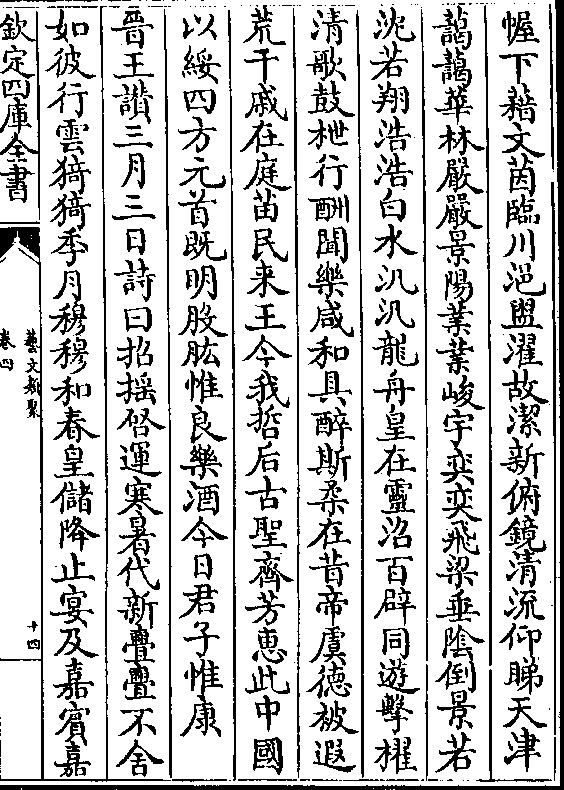 幄下藉文茵臨川浥盥濯故潔新俯鏡清流仰睇天津
藹藹華林嚴嚴景陽業業峻宇奕奕飛梁垂陰倒景若
沈若翔浩浩白水汎汎龍舟皇在靈沼百辟同遊擊櫂
清歌鼓枻行酬聞樂咸和具醉斯柔在昔帝虞德被遐
荒干戚在庭苗民來王今我哲后古聖齊芳惠此中國
以綏四方元首既明股肱惟良樂酒今日君子惟康
晉王讚三月三日詩曰招揺啓運寒暑代新亹亹不舍
如彼行雲猗猗季月穆穆和春皇儲降止宴及嘉賓嘉
欽定四庫全書
藝文類聚
卷四
十四